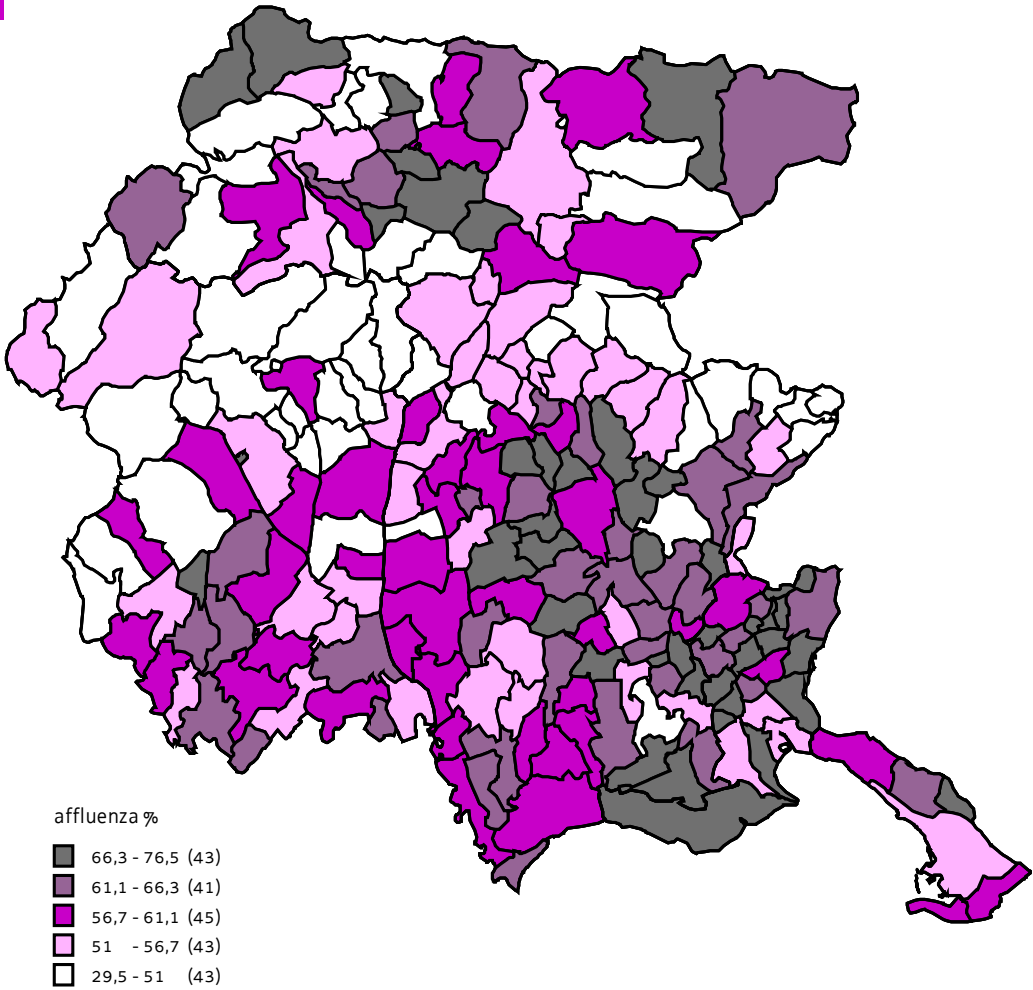 affluenza %
66,3 - 76,5 (43)
61,1 - 66,3 (41)
56,7 - 61,1 (45)
51 - 56,7 (43)
29,5 - 51 (43)